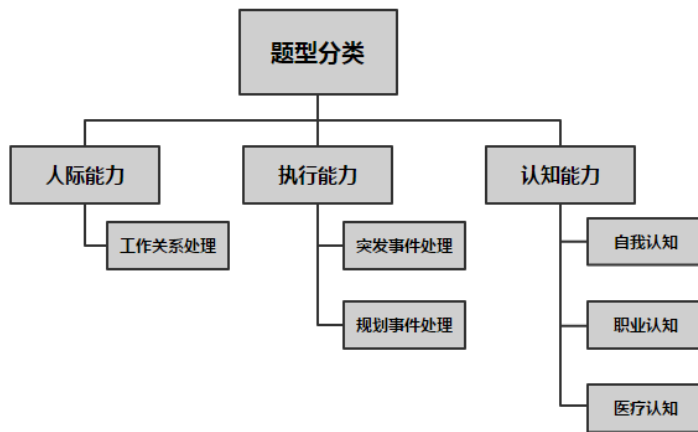 题型分类
人际能力
执行能力
认知能力
工作关系处理
突发事件处理
自我认知
规划事件处理
职业认知
医疗认知